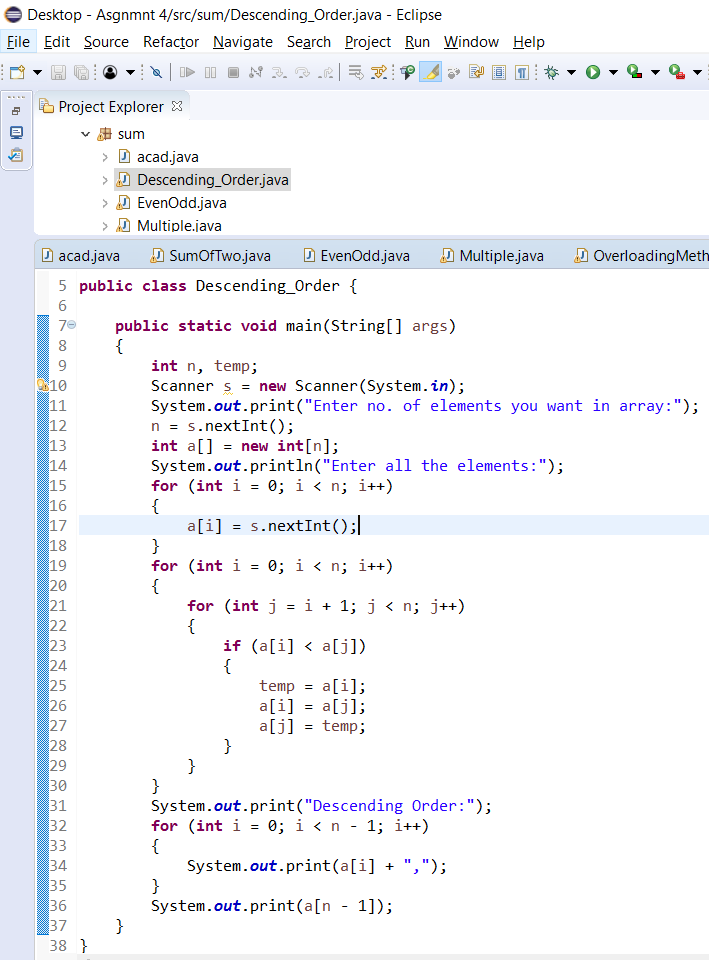 Desktop - Asgnmnt 4/src/sum/Descending_Order.java - Eclipse
File Edit Source Refactor Navigate Search Project Run Window Help
Project Explorer
sum
acad.java
Descending_Order.java
EvenOdd.java
Multiple.java
acad.java SumOfTwo.java EvenOdd.java Multiple.java OverloadingMeth
5 public class Descending_Order {
6
7 public static void main(String[] args)
8 {
9 int n, temp;
10 Scanner s = new Scanner(System.in);
11 System.out.print("Enter no. of elements you want in array:");
12 n = s.nextInt();
13 int a[] = new int[n];
14 System.out.println("Enter all the elements:");
15 for (int i = 0; i < n; i++)
16 {
17 a[i] = s.nextInt();
18 }
19 for (int i = 0; i < n; i++)
20 {
21 for (int j = i + 1; j < n; j++)
22 {
23 if (a[i] < a[j])
24 {
25 temp = a[i];
26 a[i] = a[j];
27 a[j] = temp;
28 }
29 }
30 }
31 System.out.print("Descending Order:");
32 for (int i = 0; i < n - 1; i++)
33 {
34 System.out.print(a[i] + ",");
35 }
36 System.out.print(a[n - 1]);
37 }
38 }